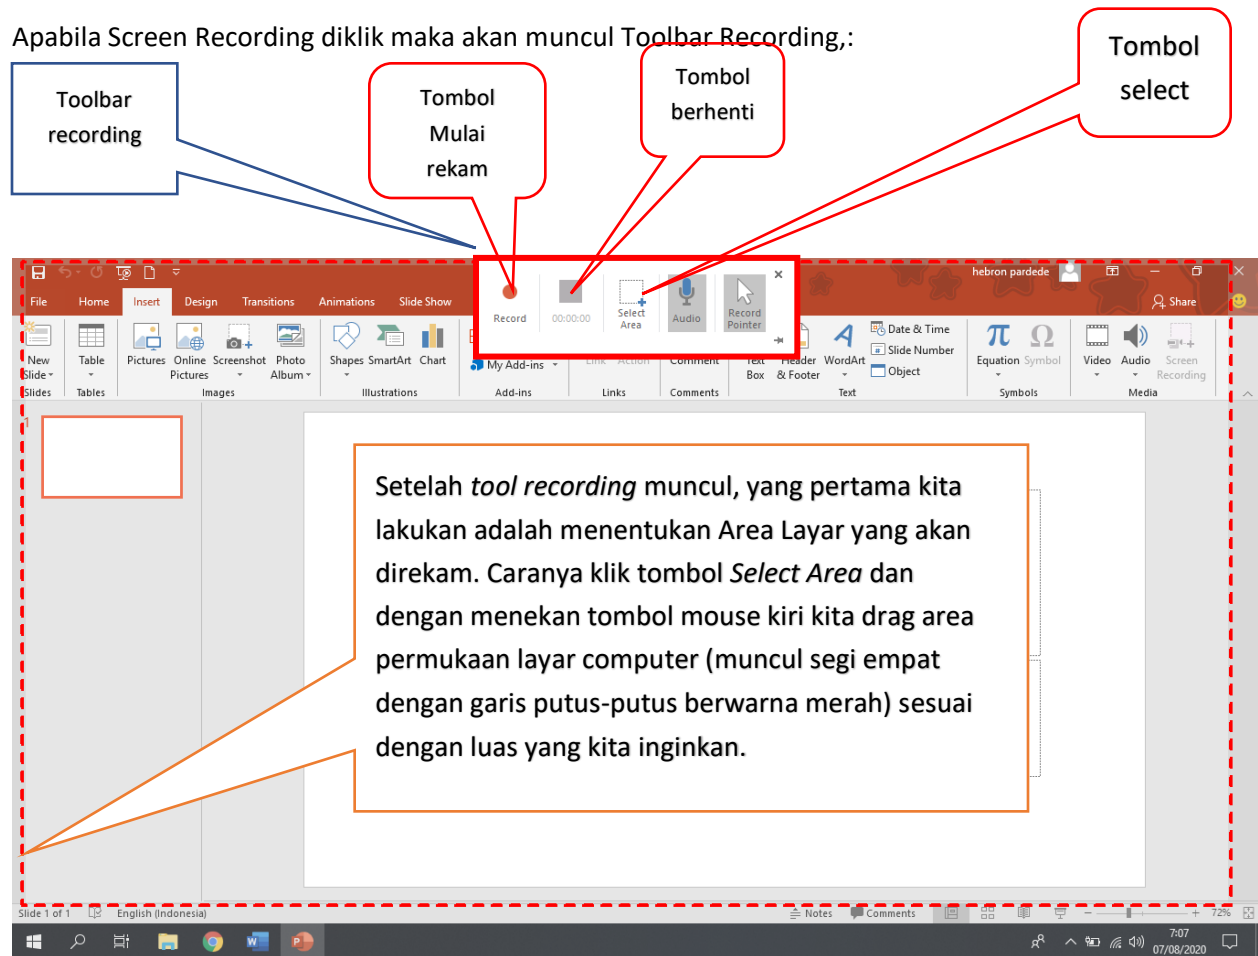 Apabila Screen Recording diklik maka akan muncul Toolbar Recording,:
Toolbar
recording
Tombol
Mulai
rekam
Tombol
berhenti
Tombol
select
hebron pardede
File Home Insert Design Transitions Animations Slide Show
Share
Record
00:00:00
Select
Area
Audio
Record
Pointer
New
Slide
Table
Pictures
Online
Pictures
Screenshot
Photo
Album
Shapes
SmartArt
Chart
My Add-ins
Link
Action
Comment
Text
Box
Header
& Footer
WordArt
Date & Time
Slide Number
Object
Equation
Symbol
Video
Audio
Screen
Recording
Slides Tables Images Illustrations Add-ins Links Comments Text Symbols Media
1
Setelah tool recording muncul, yang pertama kita
lakukan adalah menentukan Area Layar yang akan
direkam. Caranya klik tombol Select Area dan
dengan menekan tombol mouse kiri kita drag area
permukaan layar computer (muncul segi empat
dengan garis putus-putus berwarna merah) sesuai
dengan luas yang kita inginkan.
Slide 1 of 1 English (Indonesia) Notes Comments 72%
7:07
07/08/2020